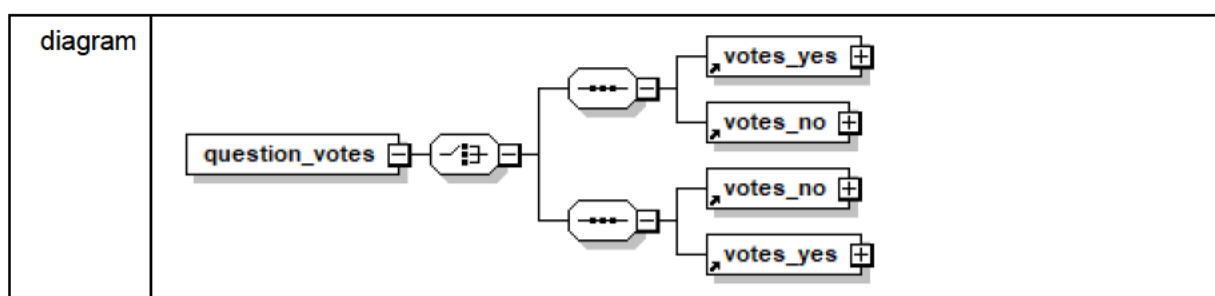 diagram
votes_yes
votes_no
question_votes
votes_no
votes_yes